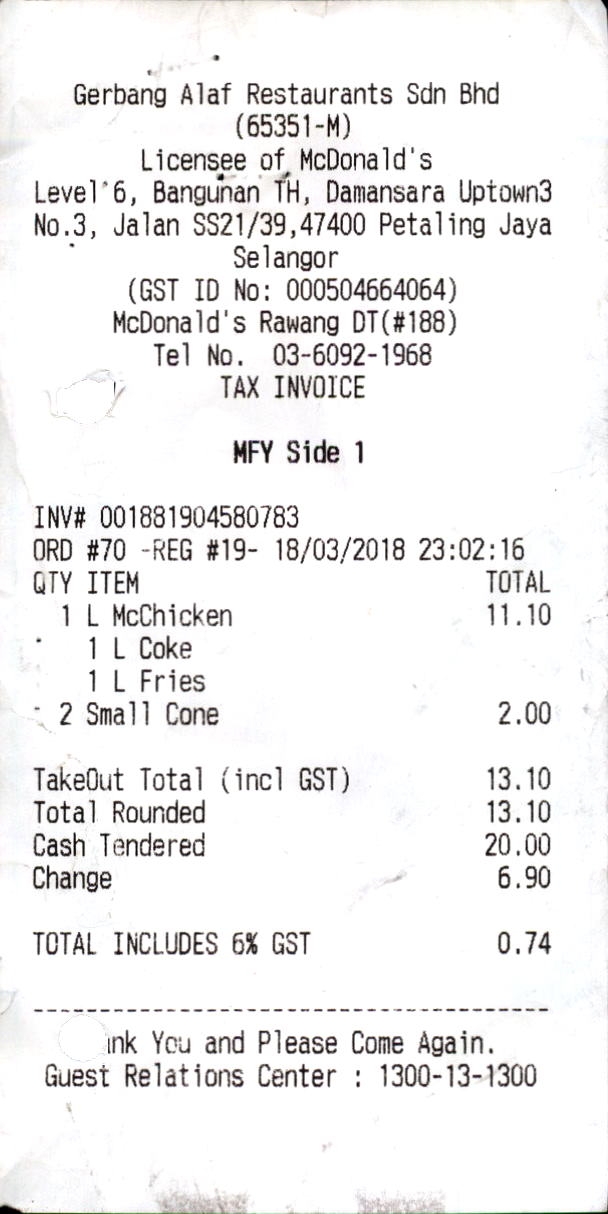 Gerbang Alaf Restaurants Sdn Bhd
(65351-M)
Licensee of McDonald's
Level 6, Bangunan TH, Damansara Uptown3
No.3, Jalan SS21/39,47400 Petaling Jaya
Selangor
(GST ID No: 000504664064)
McDonald's Rawang DT(#188)
Tel No. 03-6092-1968
TAX INVOICE
MFY Side 1
INV# 001881904580783
ORD #70 -REG #19- 18/03/2018 23:02:16
QTY ITEM TOTAL
1 L McChicken 11.10
1 L Coke
1 L Fries
2 Small Cone 2.00
TakeOut Total (incl GST) 13.10
Total Rounded 13.10
Cash Tendered 20.00
Change 6.90
TOTAL INCLUDES 6% GST 0.74
---------------------------------------
ank You and Please Come Again.
Guest Relations Center : 1300-13-1300